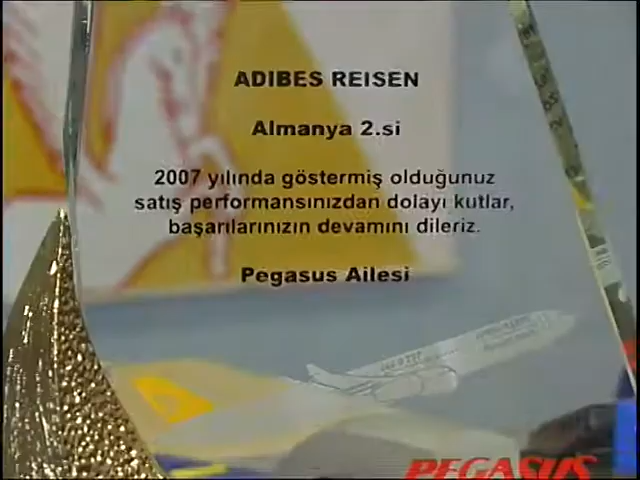 ADIBES REISEN
Almanya 2.si
2007 yılında göstermiş olduğunuz
satış performansınızdan dolayı kutlar,
başarılarınızın devamını dileriz.
Pegasus Ailesi
PEGASUS